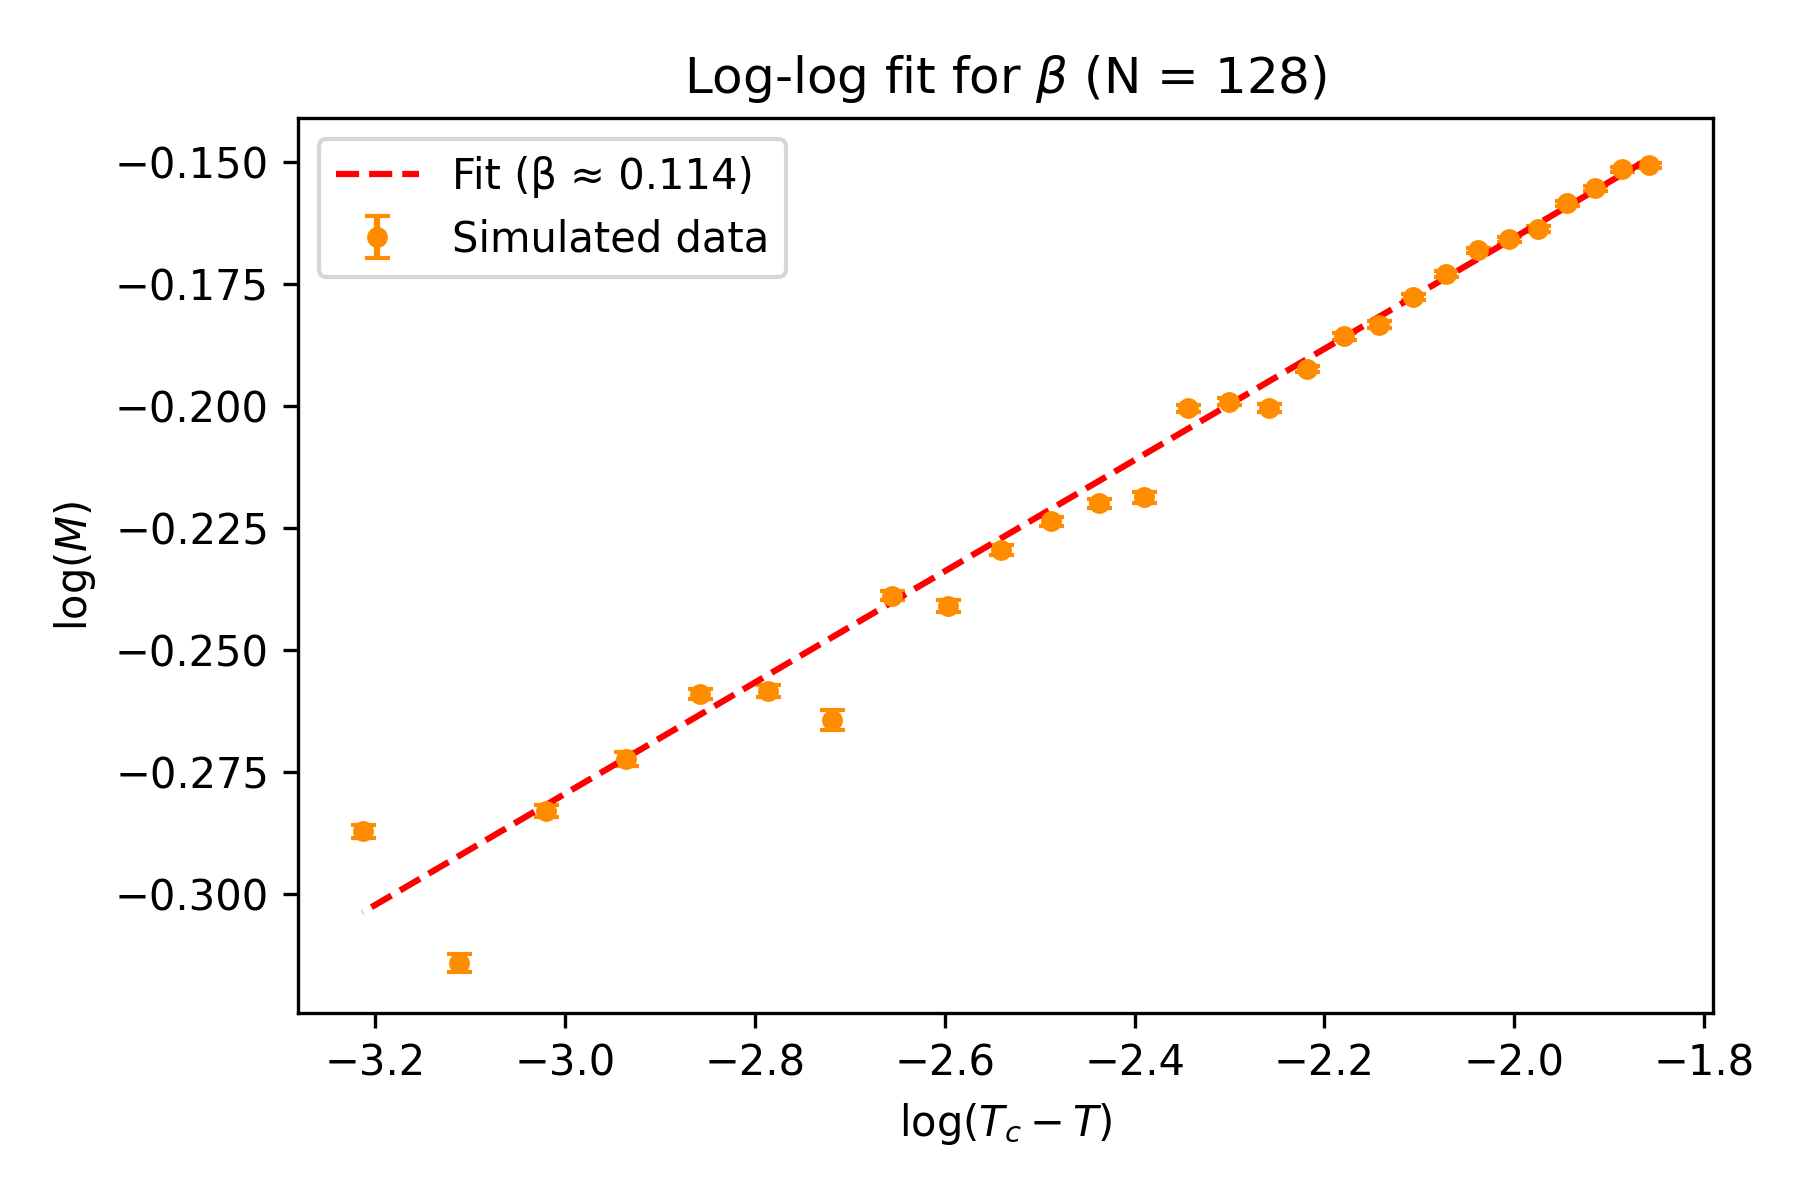 Log-log fit for β (N = 128)
Fit (β ≈ 0.114)
Simulated data
log(M)
−0.150
−0.175
−0.200
−0.225
−0.250
−0.275
−0.300
−3.2 −3.0 −2.8 −2.6 −2.4 −2.2 −2.0 −1.8
log(T_c − T)